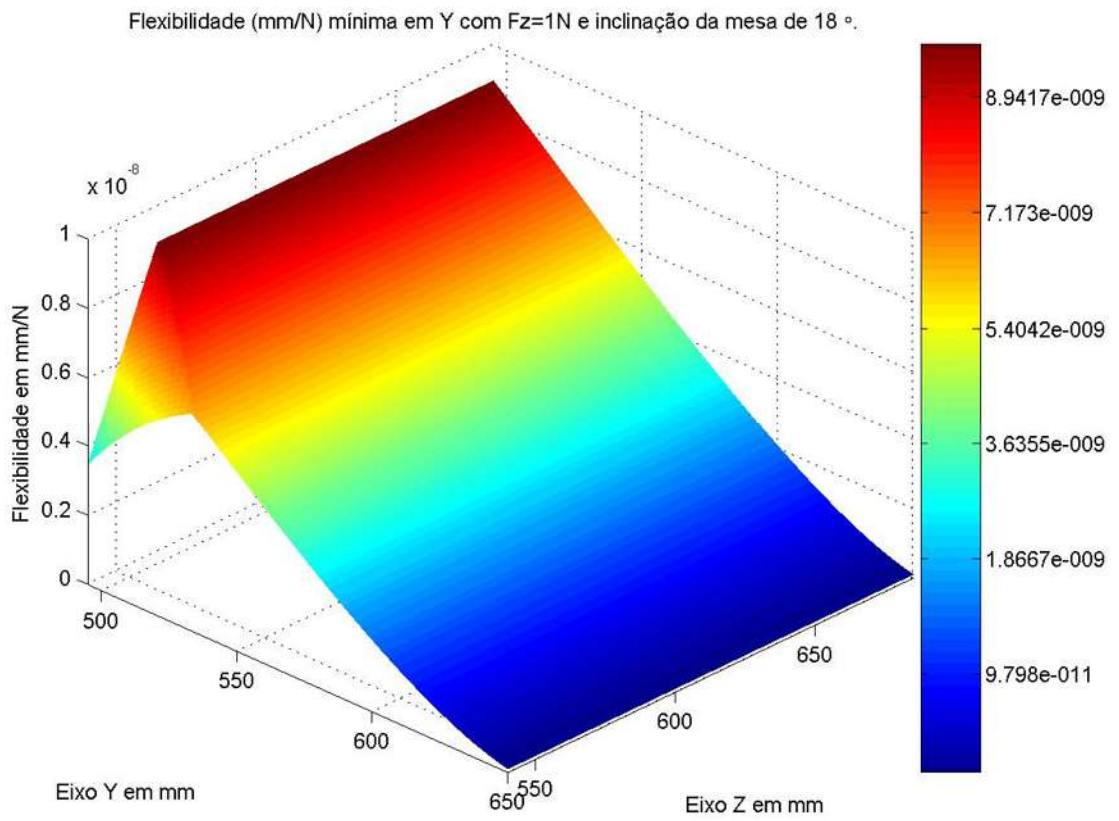 Flexibilidade (mm/N) mínima em Y com Fz=1N e inclinação da mesa de 18 º.
x 10^-8
1
0.8
0.6
0.4
0.2
0
Flexibilidade em mm/N
500
550
600
650
Eixo Y em mm
550
600
650
Eixo Z em mm
8.9417e-009
7.173e-009
5.4042e-009
3.6355e-009
1.8667e-009
9.798e-011